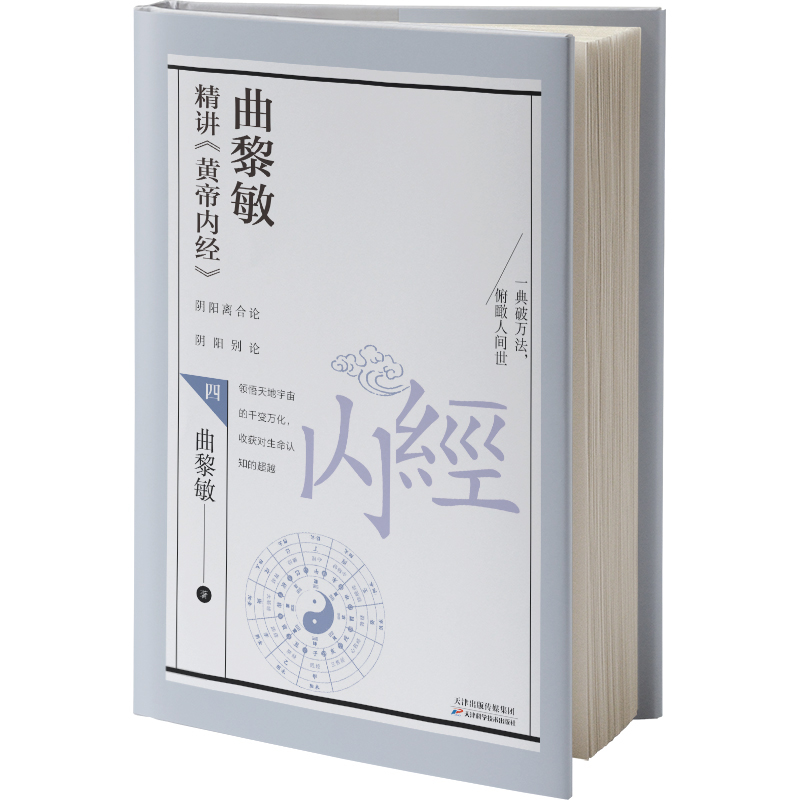 曲黎敏
精讲《黄帝内经》
阴阳离合论
阴阳别论
四
领悟天地宇宙
的千变万化，
收获对生命认
知的超越
曲黎敏
著
一典破万法，
俯瞰人间世
内經
天津出版传媒集团
天津科学技术出版社